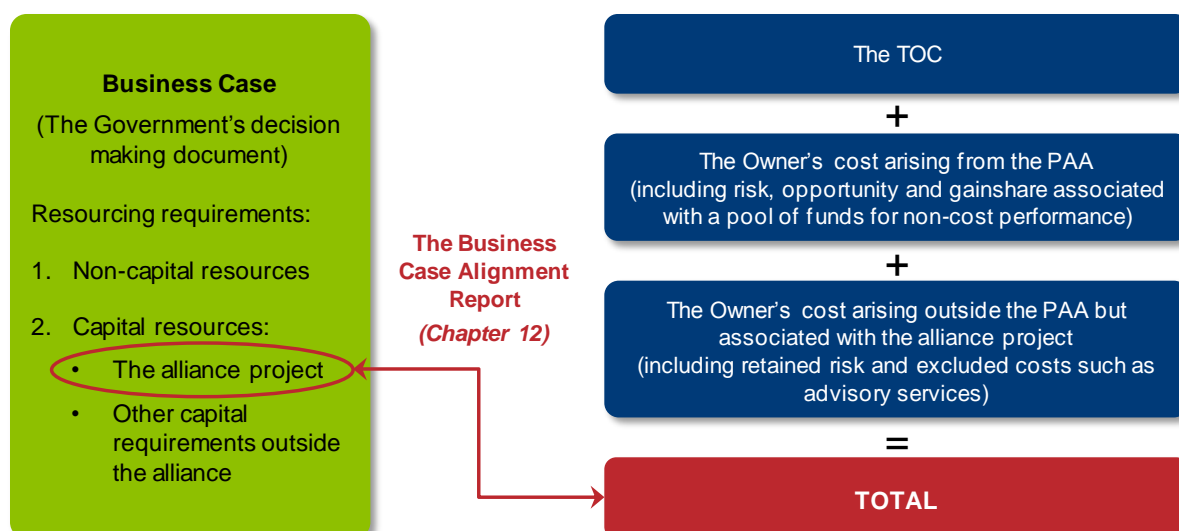 Business Case
(The Government's decision
making document)
Resourcing requirements:
1. Non-capital resources
2. Capital resources:
• The alliance project
• Other capital
requirements outside
the alliance
The Business
Case Alignment
Report
(Chapter 12)
The TOC
+
The Owner's cost arising from the PAA
(including risk, opportunity and gainshare associated
with a pool of funds for non-cost performance)
+
The Owner's cost arising outside the PAA but
associated with the alliance project
(including retained risk and excluded costs such as
advisory services)
=
TOTAL